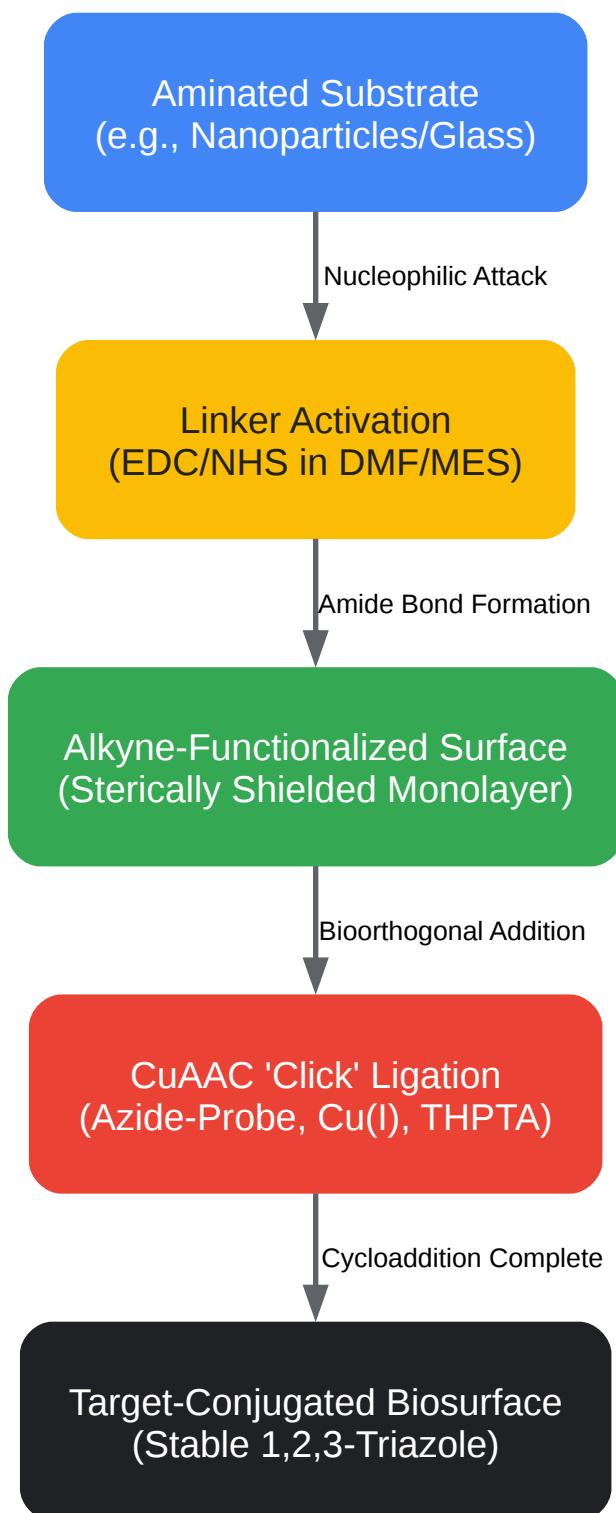 Aminated Substrate
(e.g., Nanoparticles/Glass)
Nucleophilic Attack
Linker Activation
(EDC/NHS in DMF/MES)
Amide Bond Formation
Alkyne-Functionalized Surface
(Sterically Shielded Monolayer)
Bioorthogonal Addition
CuAAC 'Click' Ligation
(Azide-Probe, Cu(I), THPTA)
Cycloaddition Complete
Target-Conjugated Biosurface
(Stable 1,2,3-Triazole)